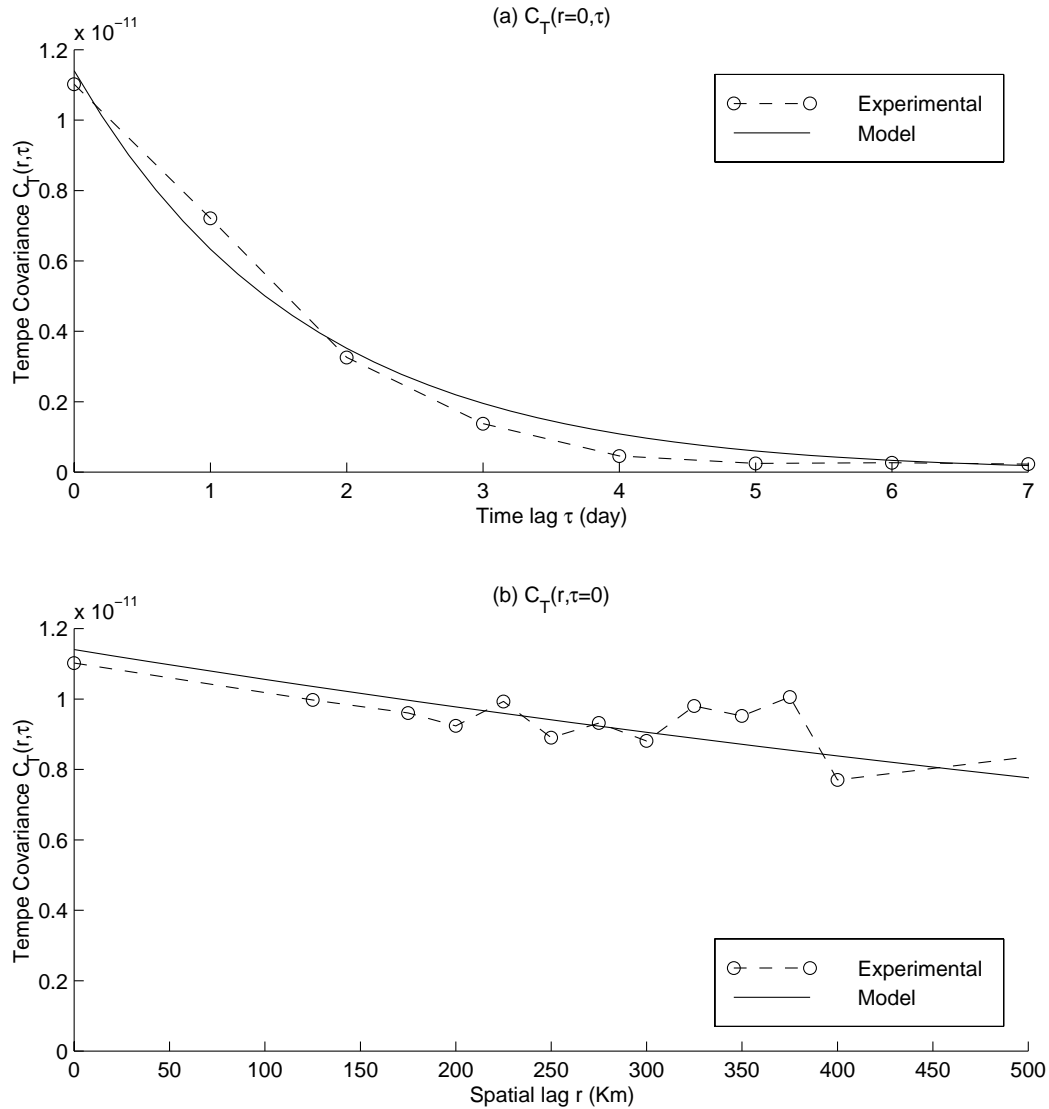 (a) C_T(r=0,τ)
x 10^−11
1.2
1
0.8
0.6
0.4
0.2
0
Tempe Covariance C_T(r,τ)
Experimental
Model
0 1 2 3 4 5 6 7
Time lag τ (day)
(b) C_T(r,τ=0)
x 10^−11
1.2
1
0.8
0.6
0.4
0.2
0
Tempe Covariance C_T(r,τ)
Experimental
Model
0 50 100 150 200 250 300 350 400 450 500
Spatial lag r (Km)